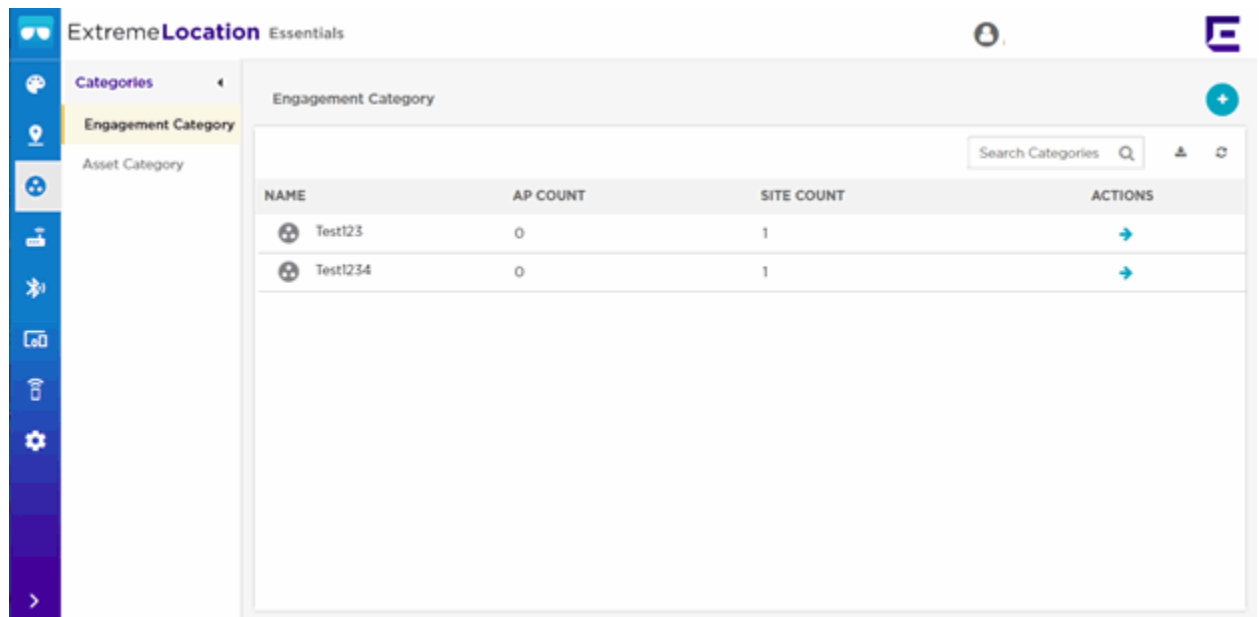 ExtremeLocation Essentials
Categories
Engagement Category
Asset Category
Engagement Category
Search Categories
NAME AP COUNT SITE COUNT ACTIONS
Test123 0 1
Test1234 0 1